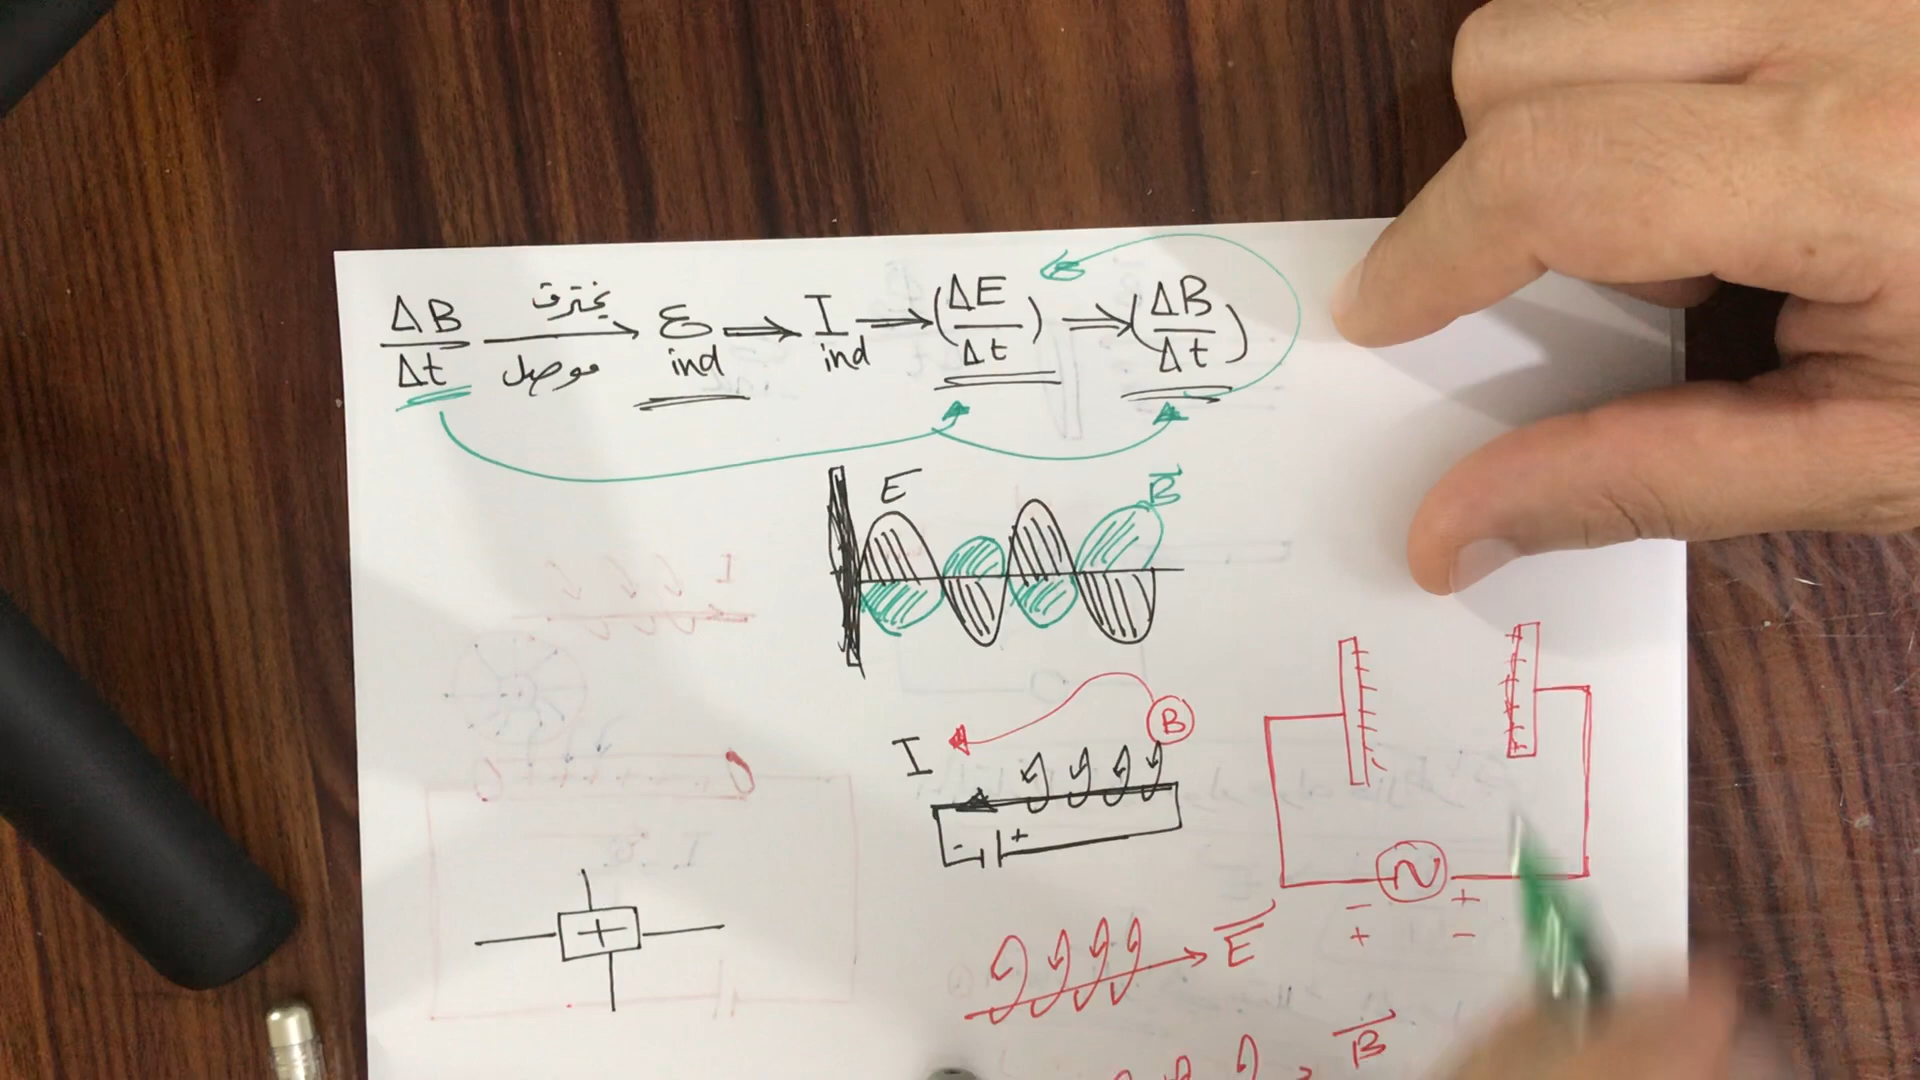 ΔB/Δt يخترق موصل → ε ind ⇒ I ind → (ΔE/Δt) ⇒ (ΔB/Δt)
E B⃗
I B
- +
+
- +
+ -
E⃗
B⃗